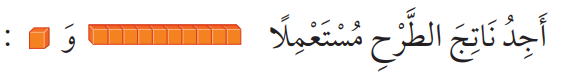 أَجِدُ نَاتِجَ الطَّرْحِ مُسْتَعْمِلًا وَ :